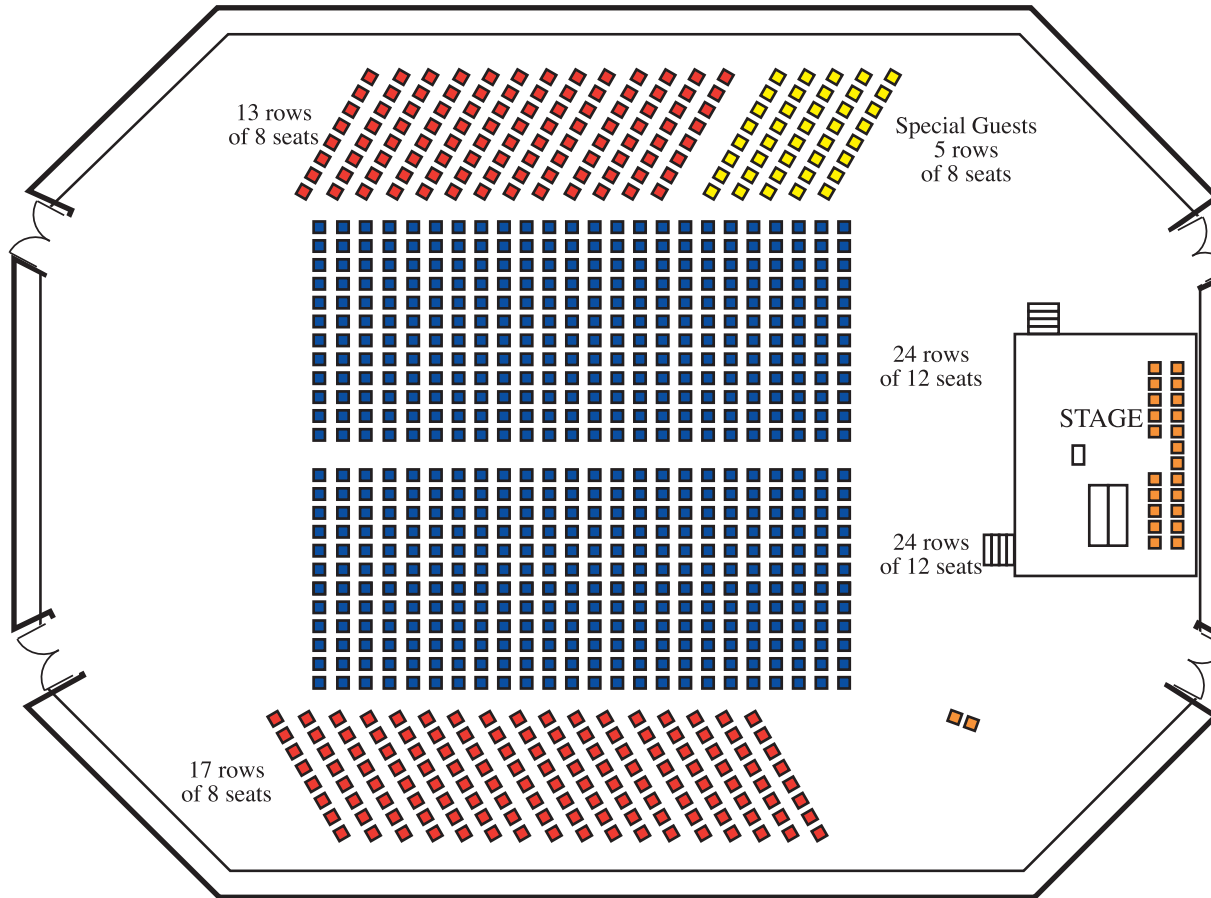 13 rows
of 8 seats
Special Guests
5 rows
of 8 seats
24 rows
of 12 seats
STAGE
24 rows
of 12 seats
17 rows
of 8 seats